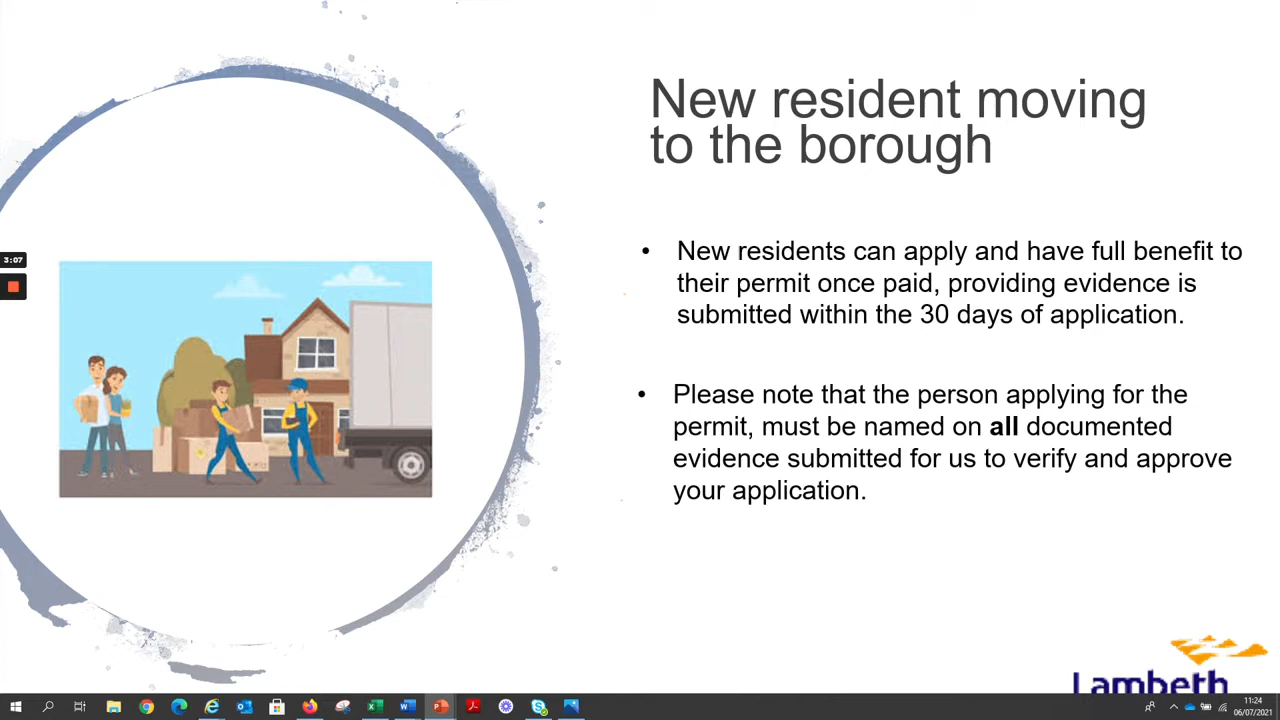 New resident moving
to the borough
• New residents can apply and have full benefit to
their permit once paid, providing evidence is
submitted within the 30 days of application.
• Please note that the person applying for the
permit, must be named on all documented
evidence submitted for us to verify and approve
your application.
3:07
Lambeth
11:24
06/07/2021